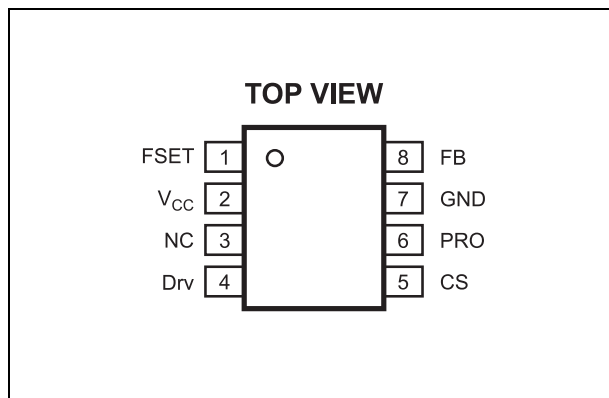 TOP VIEW
FSET 1 8 FB
VCC 2 7 GND
NC 3 6 PRO
Drv 4 5 CS